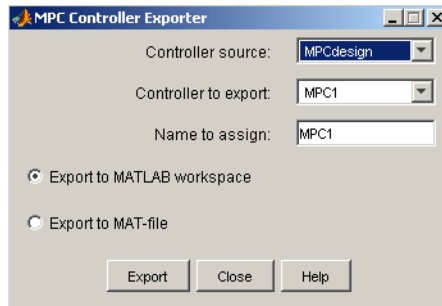 MPC Controller Exporter
Controller source: MPCdesign
Controller to export: MPC1
Name to assign: MPC1
Export to MATLAB workspace
Export to MAT-file
Export Close Help